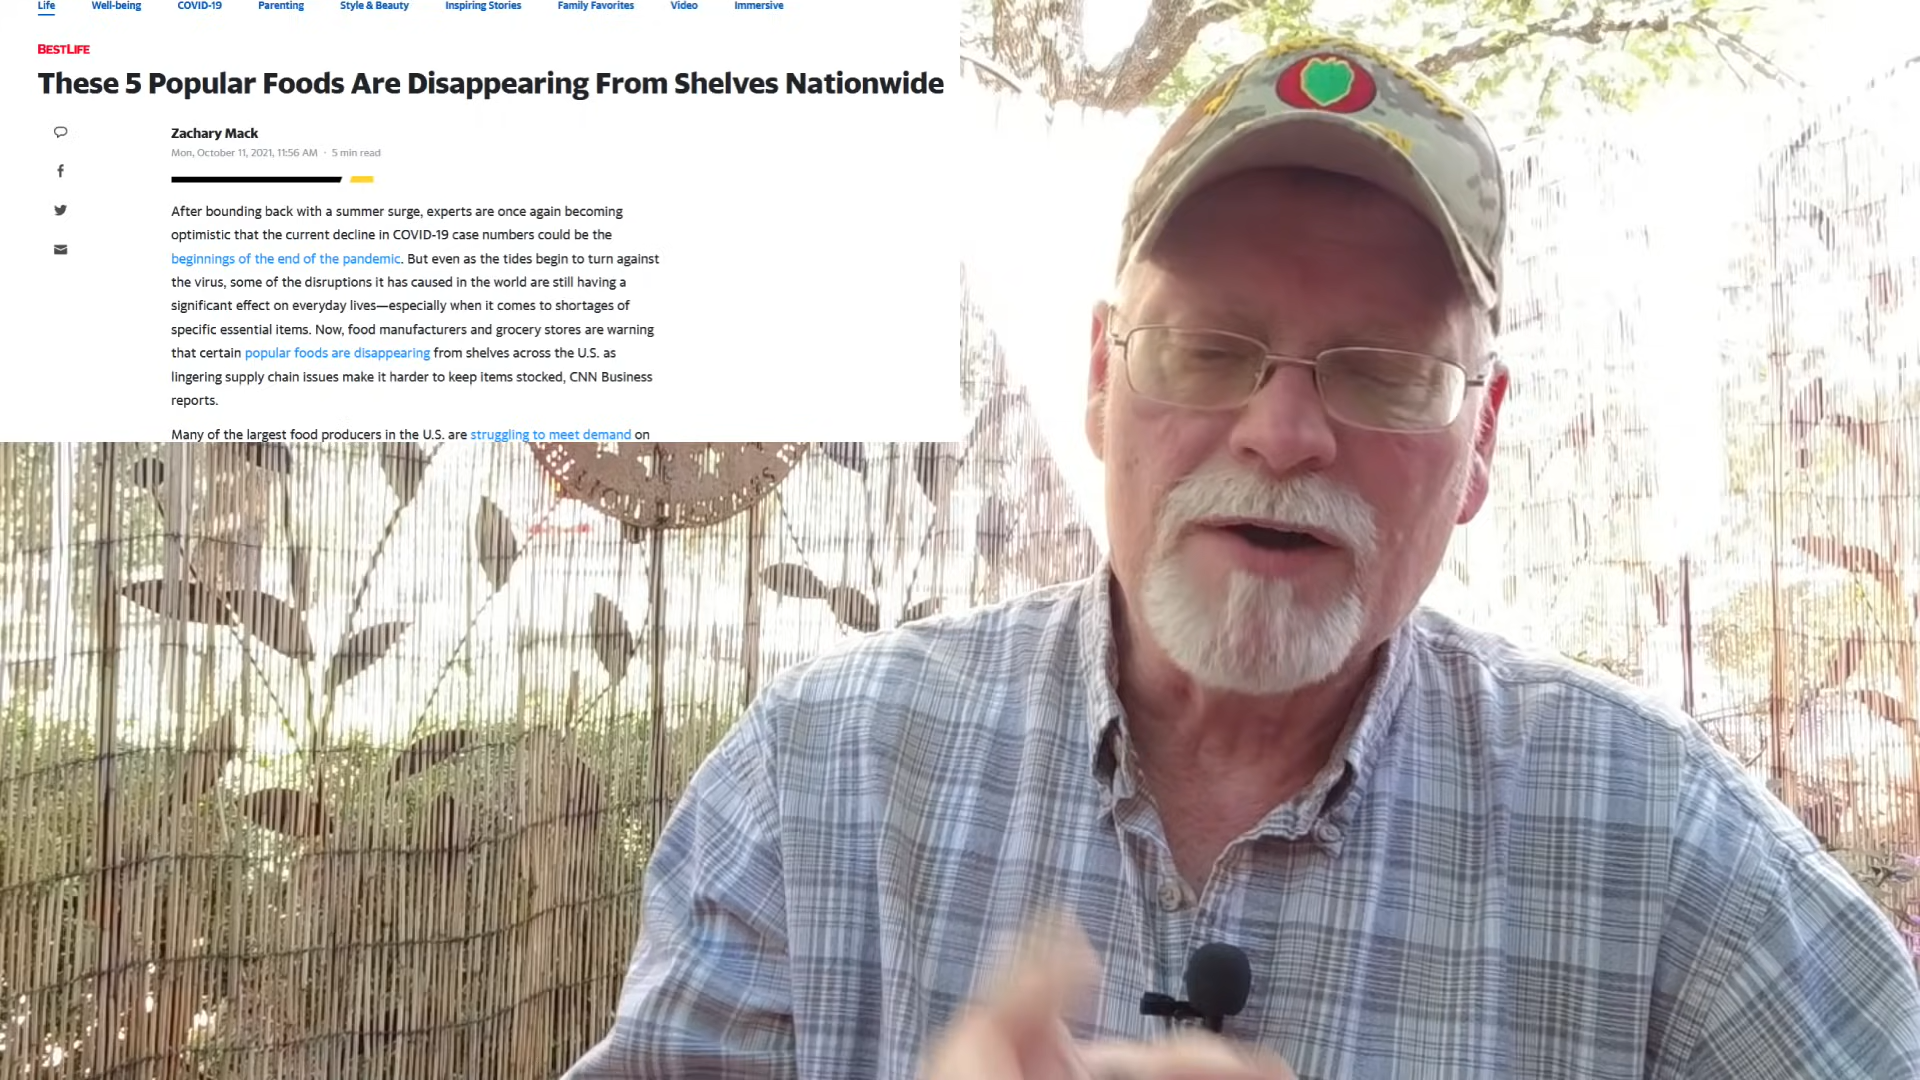 Life Well-being COVID-19 Parenting Style & Beauty Inspiring Stories Family Favorites Video Immersive
BESTLIFE
These 5 Popular Foods Are Disappearing From Shelves Nationwide
Zachary Mack
Mon, October 11, 2021, 11:56 AM · 5 min read
After bounding back with a summer surge, experts are once again becoming
optimistic that the current decline in COVID-19 case numbers could be the
beginnings of the end of the pandemic. But even as the tides begin to turn against
the virus, some of the disruptions it has caused in the world are still having a
significant effect on everyday lives—especially when it comes to shortages of
specific essential items. Now, food manufacturers and grocery stores are warning
that certain popular foods are disappearing from shelves across the U.S. as
lingering supply chain issues make it harder to keep items stocked, CNN Business
reports.
Many of the largest food producers in the U.S. are struggling to meet demand on